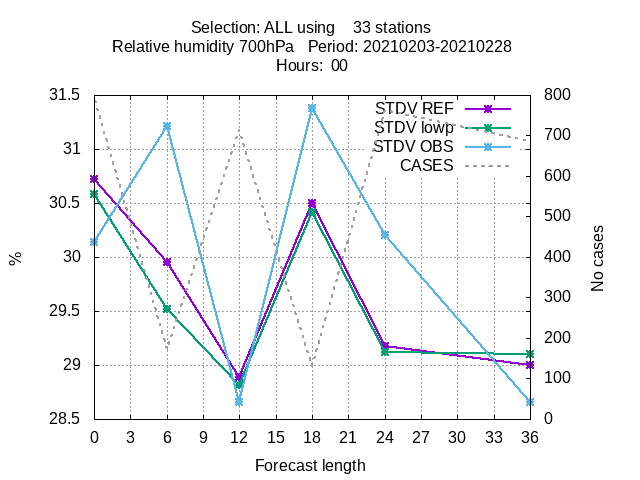 Selection: ALL using    33 stations
Relative humidity 700hPa   Period: 20210203-20210228
Hours:  00
31.5
31
30.5
30
29.5
29
28.5
%
800
700
600
500
400
300
200
100
0
No cases
STDV REF
STDV lowp
STDV OBS
CASES
0 3 6 9 12 15 18 21 24 27 30 33 36
Forecast length